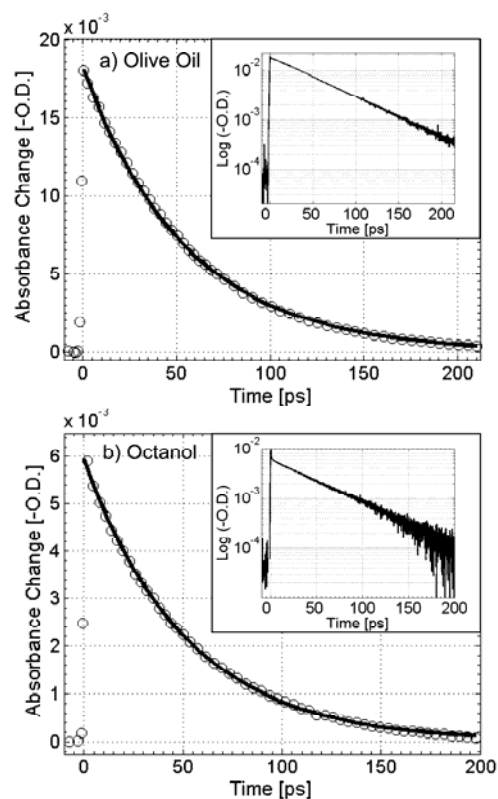 x 10⁻³
20
15
10
5
0
Absorbance Change [-O.D.]
a) Olive Oil
10⁻²
10⁻³
10⁻⁴
Log (-O.D.)
0 50 100 150 200
Time [ps]
0 50 100 150 200
Time [ps]
x 10⁻³
6
5
4
3
2
1
0
Absorbance Change [-O.D.]
b) Octanol
10⁻²
10⁻³
10⁻⁴
Log (-O.D.)
0 50 100 150 200
Time [ps]
0 50 100 150 200
Time [ps]